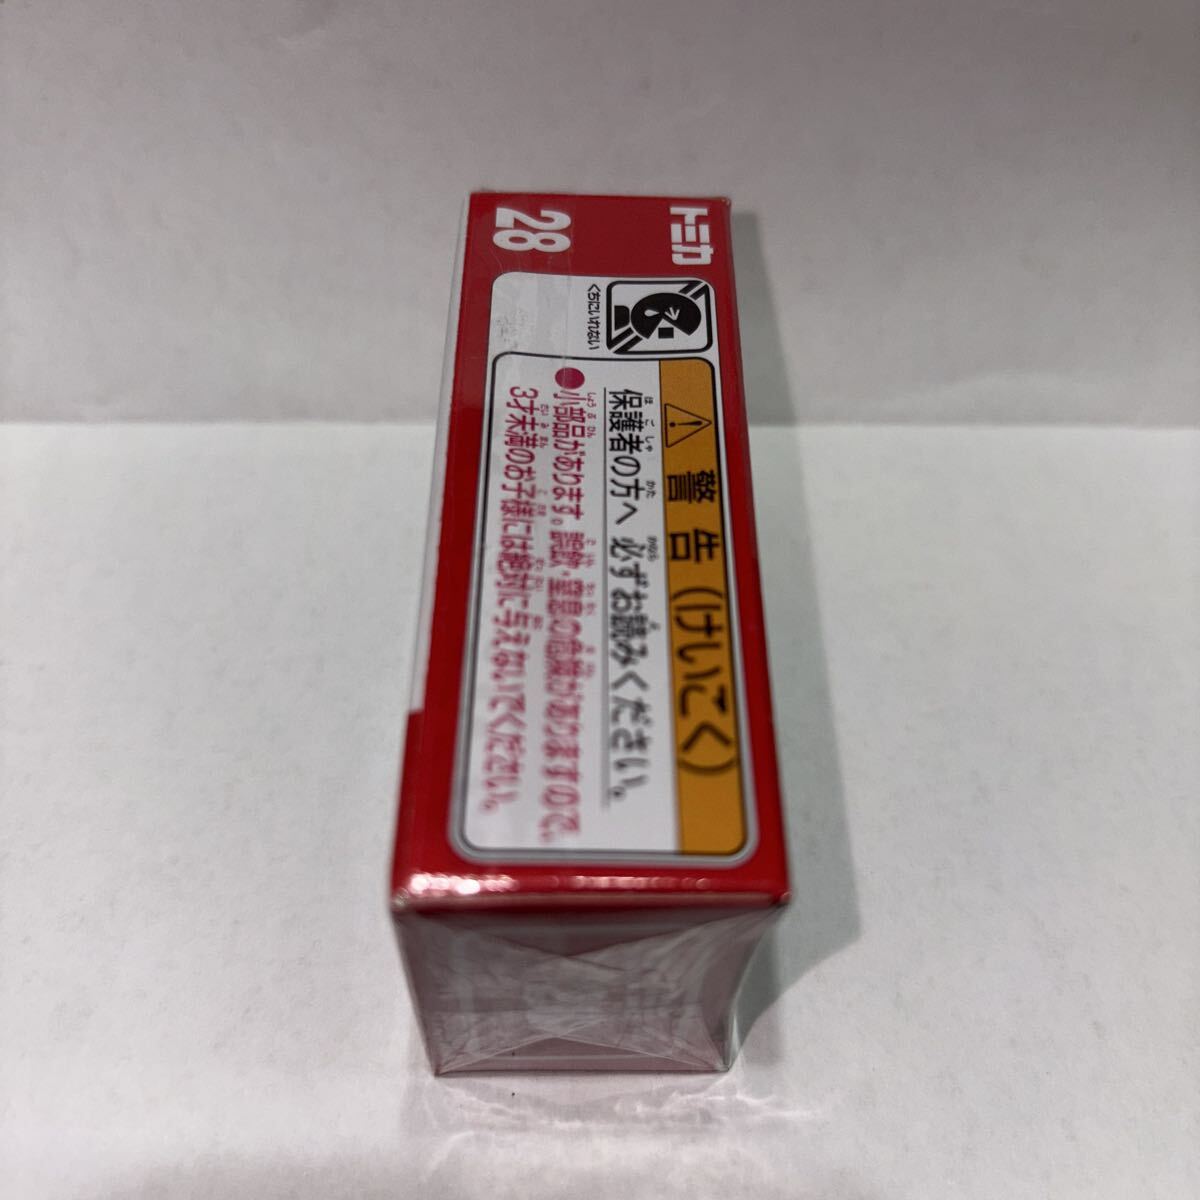 トミカ
28
くちにいれない
警告(けいこく)
保護者の方へ 必ずお読みください。
●小部品があります。誤飲・窒息の危険がありますので、
3才未満のお子様には絶対に与えないでください。